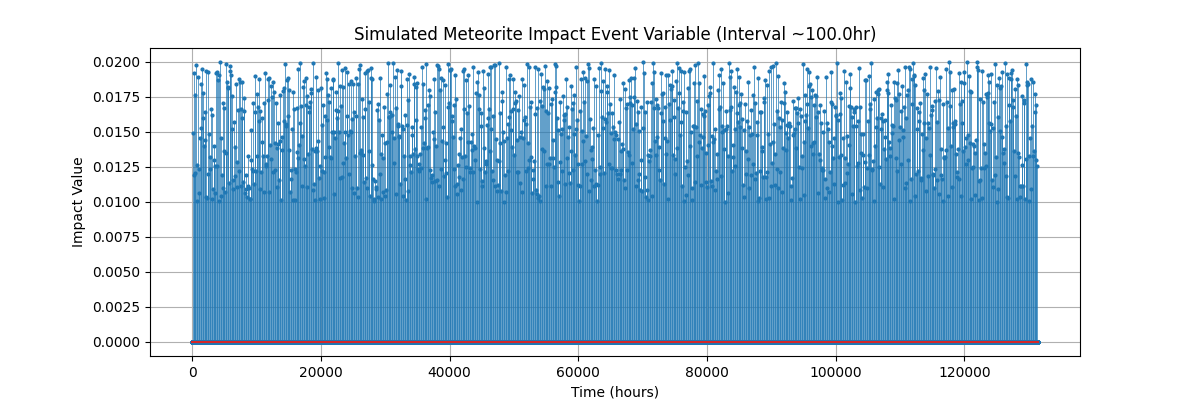 Simulated Meteorite Impact Event Variable (Interval ~100.0hr)
Impact Value
0.0200
0.0175
0.0150
0.0125
0.0100
0.0075
0.0050
0.0025
0.0000
0 20000 40000 60000 80000 100000 120000
Time (hours)